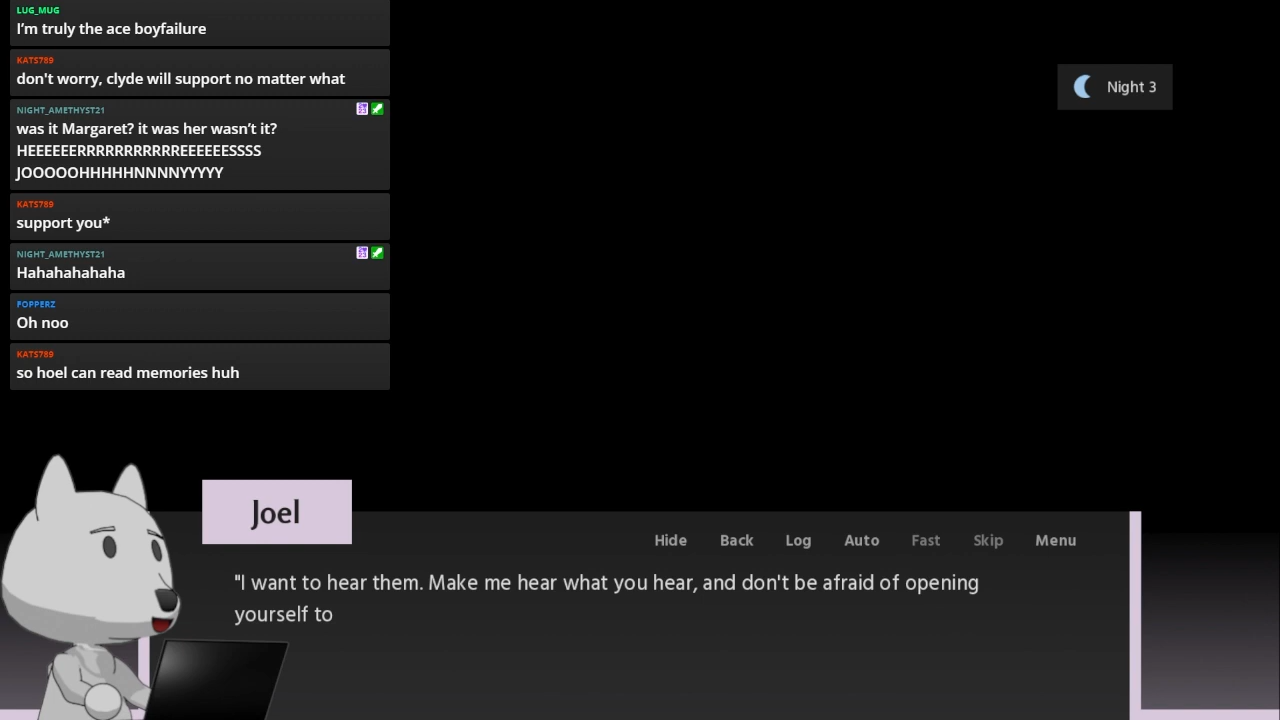 LUG_MUG
I’m truly the ace boyfailure
KATS789
don't worry, clyde will support no matter what
NIGHT_AMETHYST21
was it Margaret? it was her wasn’t it?
HEEEEEERRRRRRRRRRREEEEEESSSS
JOOOOOHHHHHNNNNYYYYY
KATS789
support you*
NIGHT_AMETHYST21
Hahahahahaha
FOPPERZ
Oh noo
KATS789
so hoel can read memories huh
Night 3
Joel
Hide Back Log Auto Fast Skip Menu
"I want to hear them. Make me hear what you hear, and don't be afraid of opening
yourself to